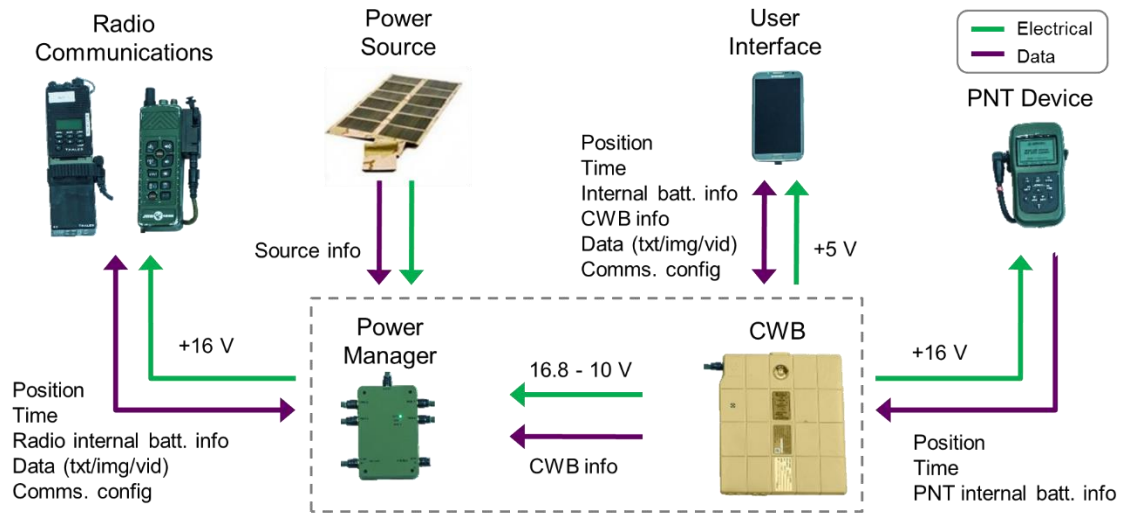 Radio
Communications
Power
Source
User
Interface
Electrical
Data
PNT Device
Position
Time
Internal batt. info
CWB info
Data (txt/img/vid)
Comms. config
+5 V
Source info
Power
Manager
CWB
+16 V
16.8 - 10 V
+16 V
CWB info
Position
Time
Radio internal batt. info
Data (txt/img/vid)
Comms. config
Position
Time
PNT internal batt. info
THALES